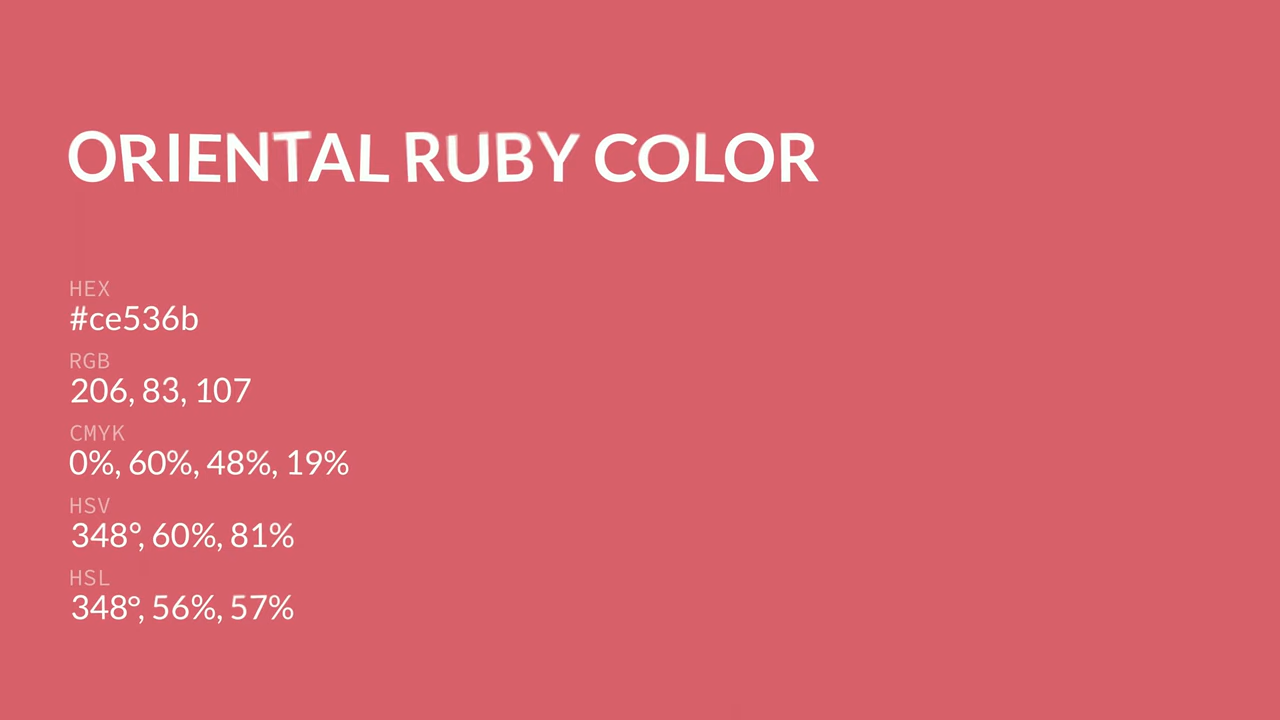 ORIENTAL RUBY COLOR
HEX
#ce536b
RGB
206, 83, 107
CMYK
0%, 60%, 48%, 19%
HSV
348°, 60%, 81%
HSL
348°, 56%, 57%